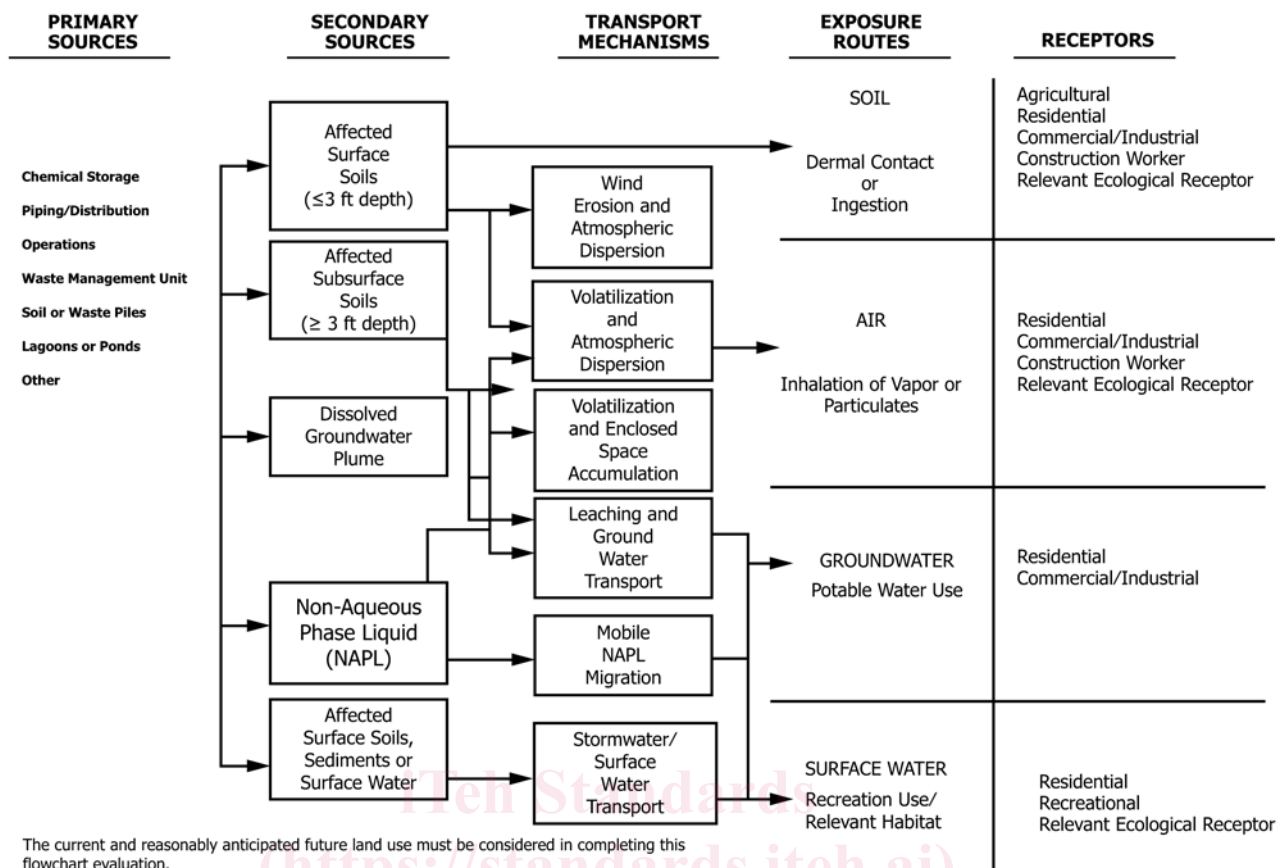 PRIMARY
SOURCES
SECONDARY
SOURCES
TRANSPORT
MECHANISMS
EXPOSURE
ROUTES
RECEPTORS
Chemical Storage
Piping/Distribution
Operations
Waste Management Unit
Soil or Waste Piles
Lagoons or Ponds
Other
Affected
Surface
Soils
(≤3 ft depth)
Affected
Subsurface
Soils
(≥ 3 ft depth)
Dissolved
Groundwater
Plume
Non-Aqueous
Phase Liquid
(NAPL)
Affected
Surface Soils,
Sediments or
Surface Water
Wind
Erosion and
Atmospheric
Dispersion
Volatilization
and
Atmospheric
Dispersion
Volatilization
and Enclosed
Space
Accumulation
Leaching and
Ground
Water
Transport
Mobile
NAPL
Migration
Stormwater/
Surface
Water
Transport
SOIL
Dermal Contact
or
Ingestion
Agricultural
Residential
Commercial/Industrial
Construction Worker
Relevant Ecological Receptor
AIR
Inhalation of Vapor or
Particulates
Residential
Commercial/Industrial
Construction Worker
Relevant Ecological Receptor
GROUNDWATER
Potable Water Use
Residential
Commercial/Industrial
SURFACE WATER
Recreation Use/
Relevant Habitat
Residential
Recreational
Relevant Ecological Receptor
iTeh Standards
The current and reasonably anticipated future land use must be considered in completing this
flowchart evaluation.
(https://standards.iteh.ai)